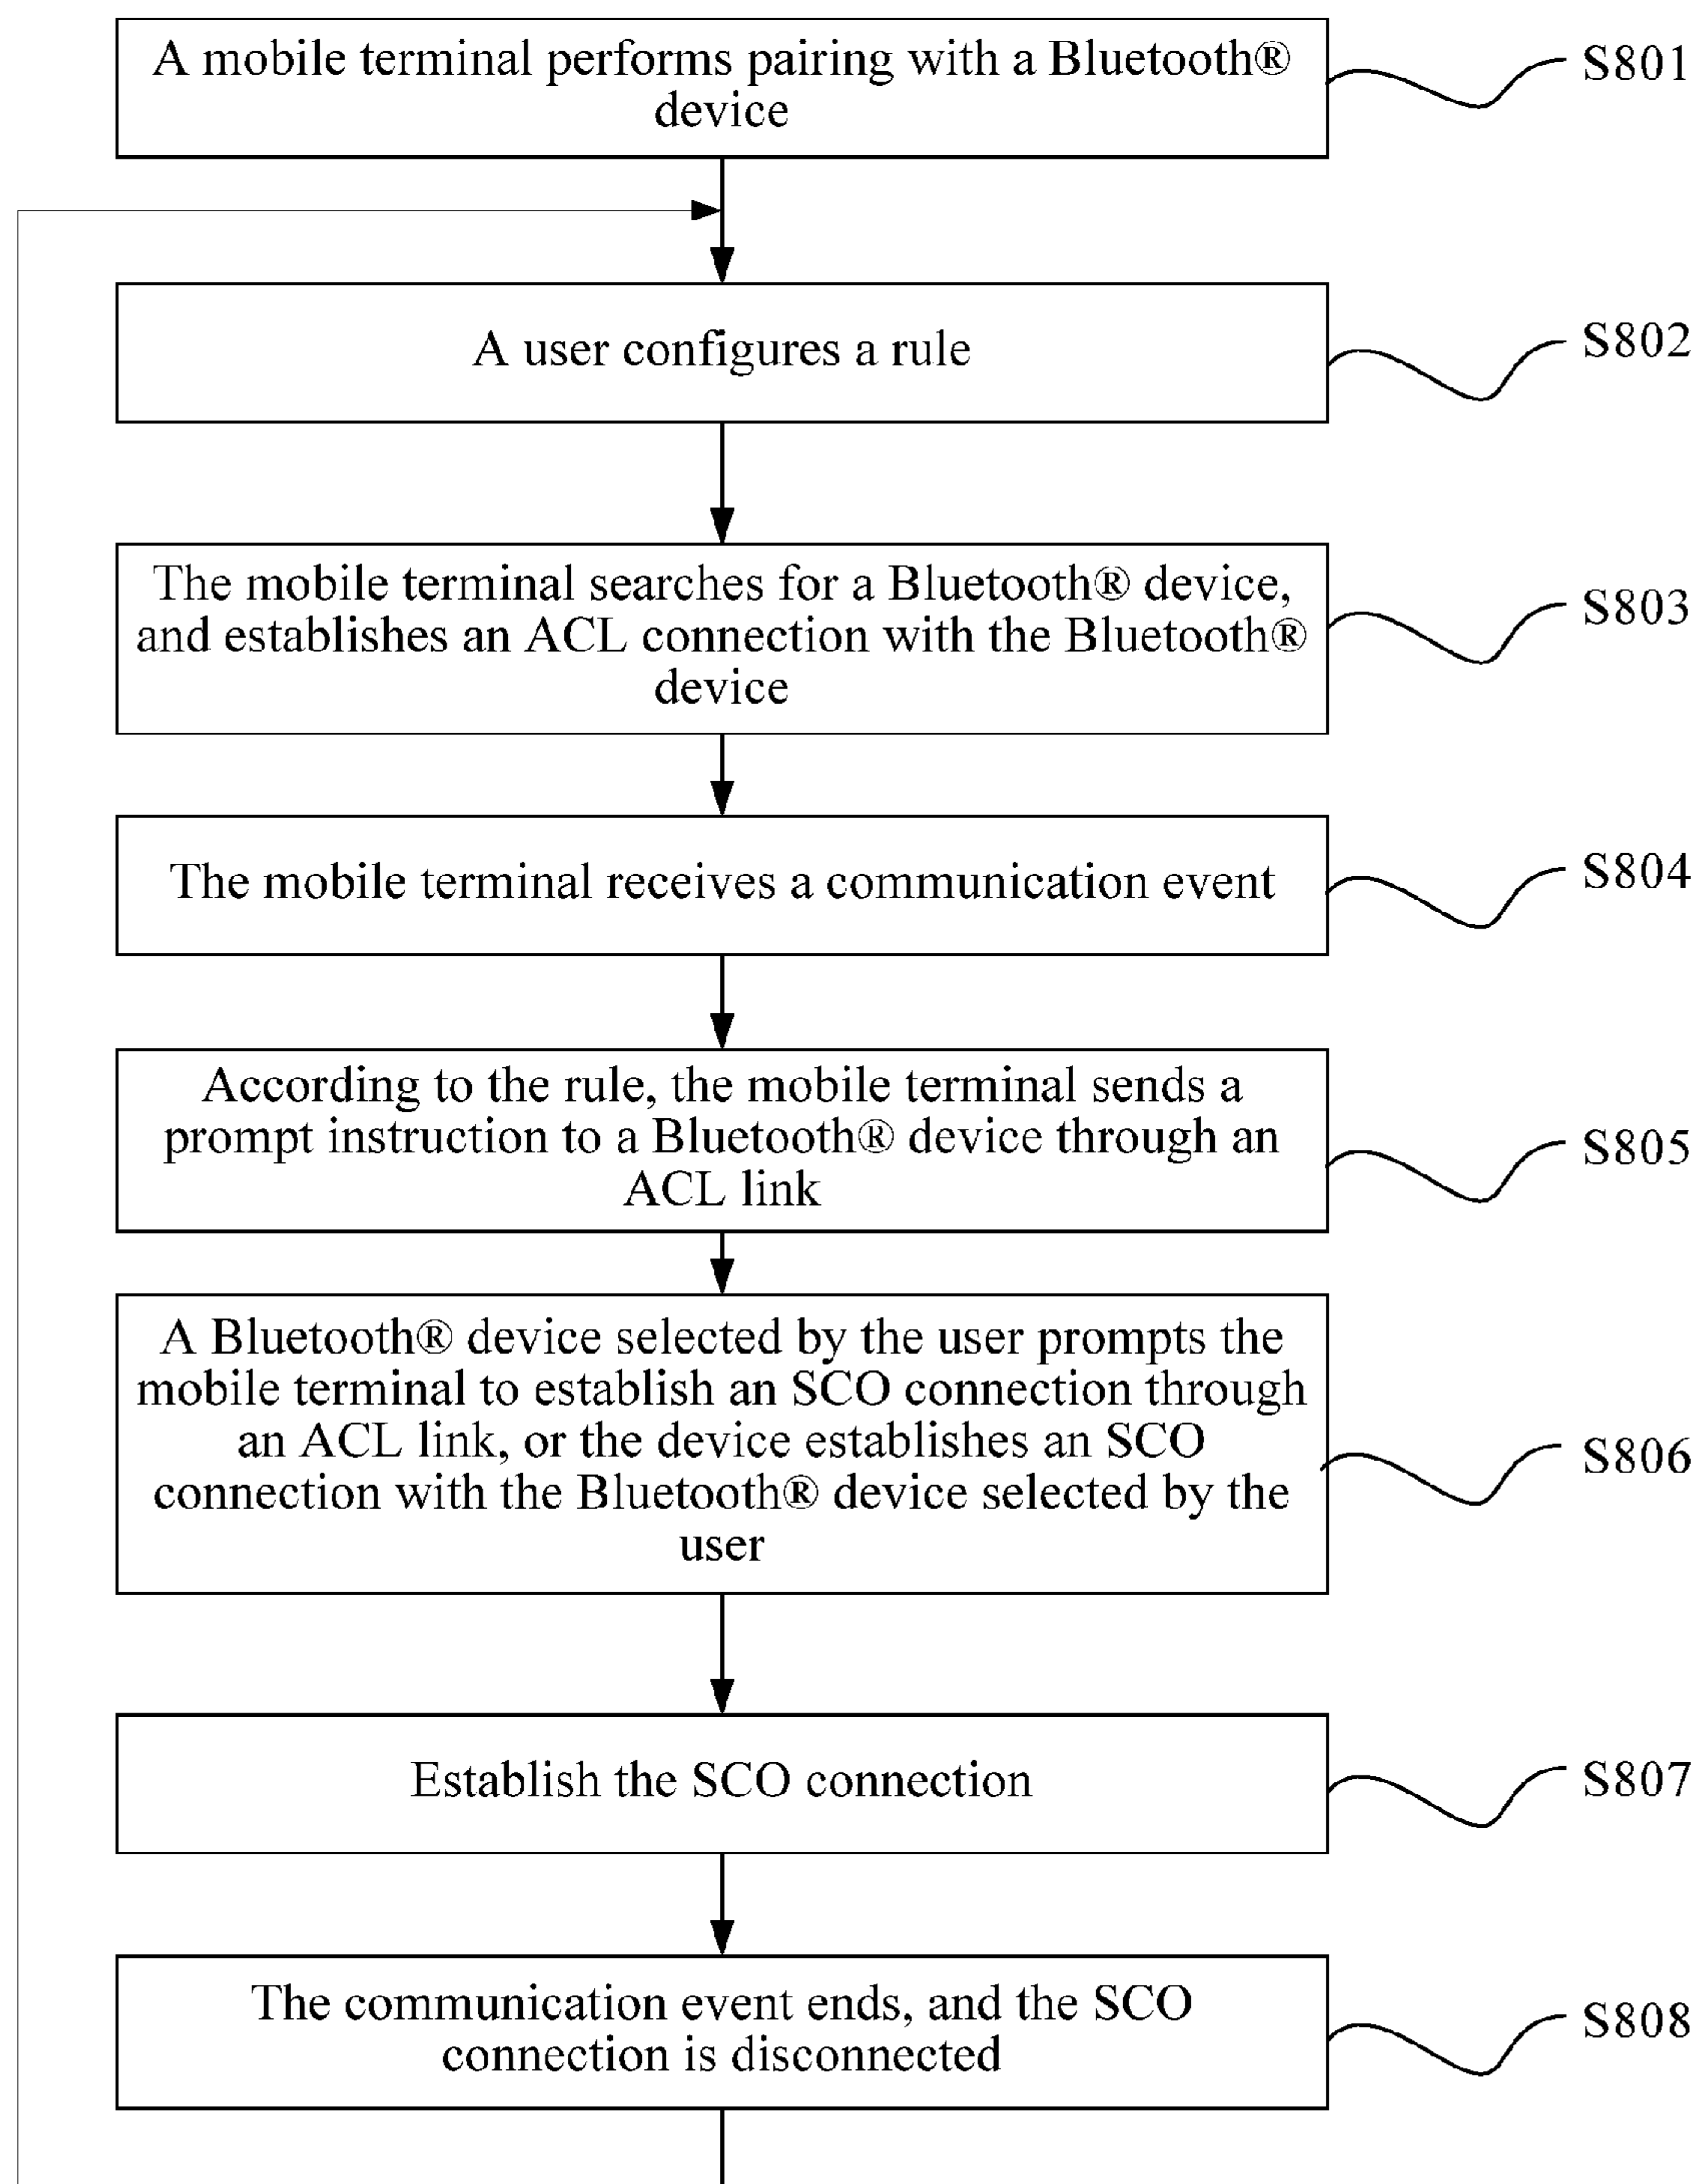 A mobile terminal performs pairing with a Bluetooth®
device
S801
A user configures a rule
S802
The mobile terminal searches for a Bluetooth® device,
and establishes an ACL connection with the Bluetooth®
device
S803
The mobile terminal receives a communication event
S804
According to the rule, the mobile terminal sends a
prompt instruction to a Bluetooth® device through an
ACL link
S805
A Bluetooth® device selected by the user prompts the
mobile terminal to establish an SCO connection through
an ACL link, or the device establishes an SCO
connection with the Bluetooth® device selected by the
user
S806
Establish the SCO connection
S807
The communication event ends, and the SCO
connection is disconnected
S808